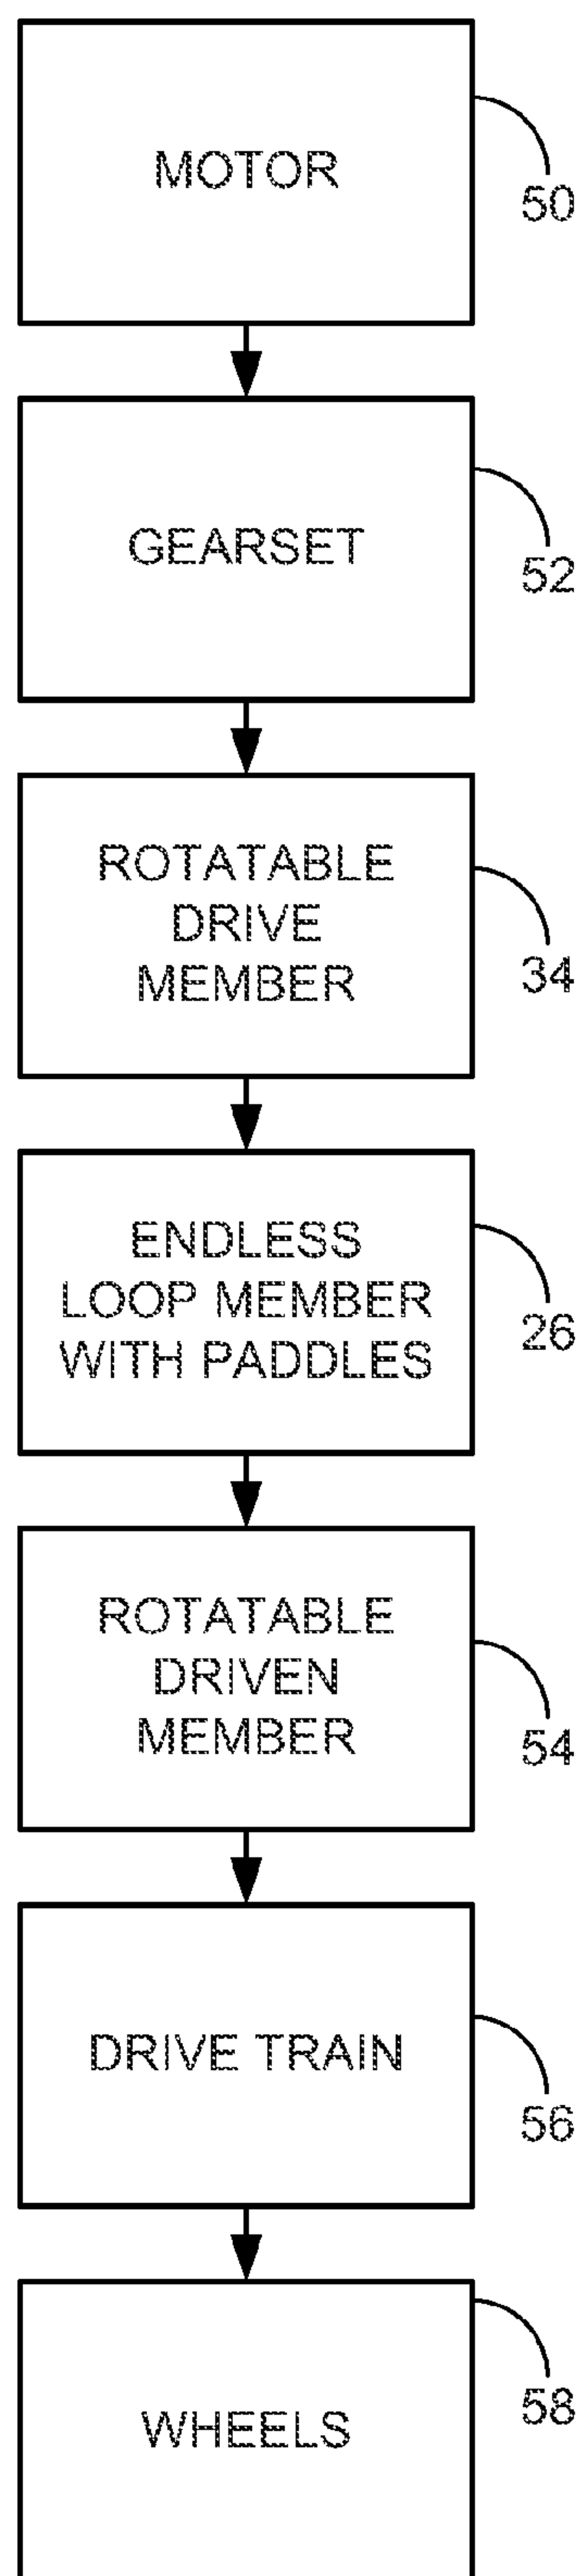 MOTOR
50
GEARSET
52
ROTATABLE
DRIVE
MEMBER
34
ENDLESS
LOOP MEMBER
WITH PADDLES
26
ROTATABLE
DRIVEN
MEMBER
54
DRIVE TRAIN
56
WHEELS
58